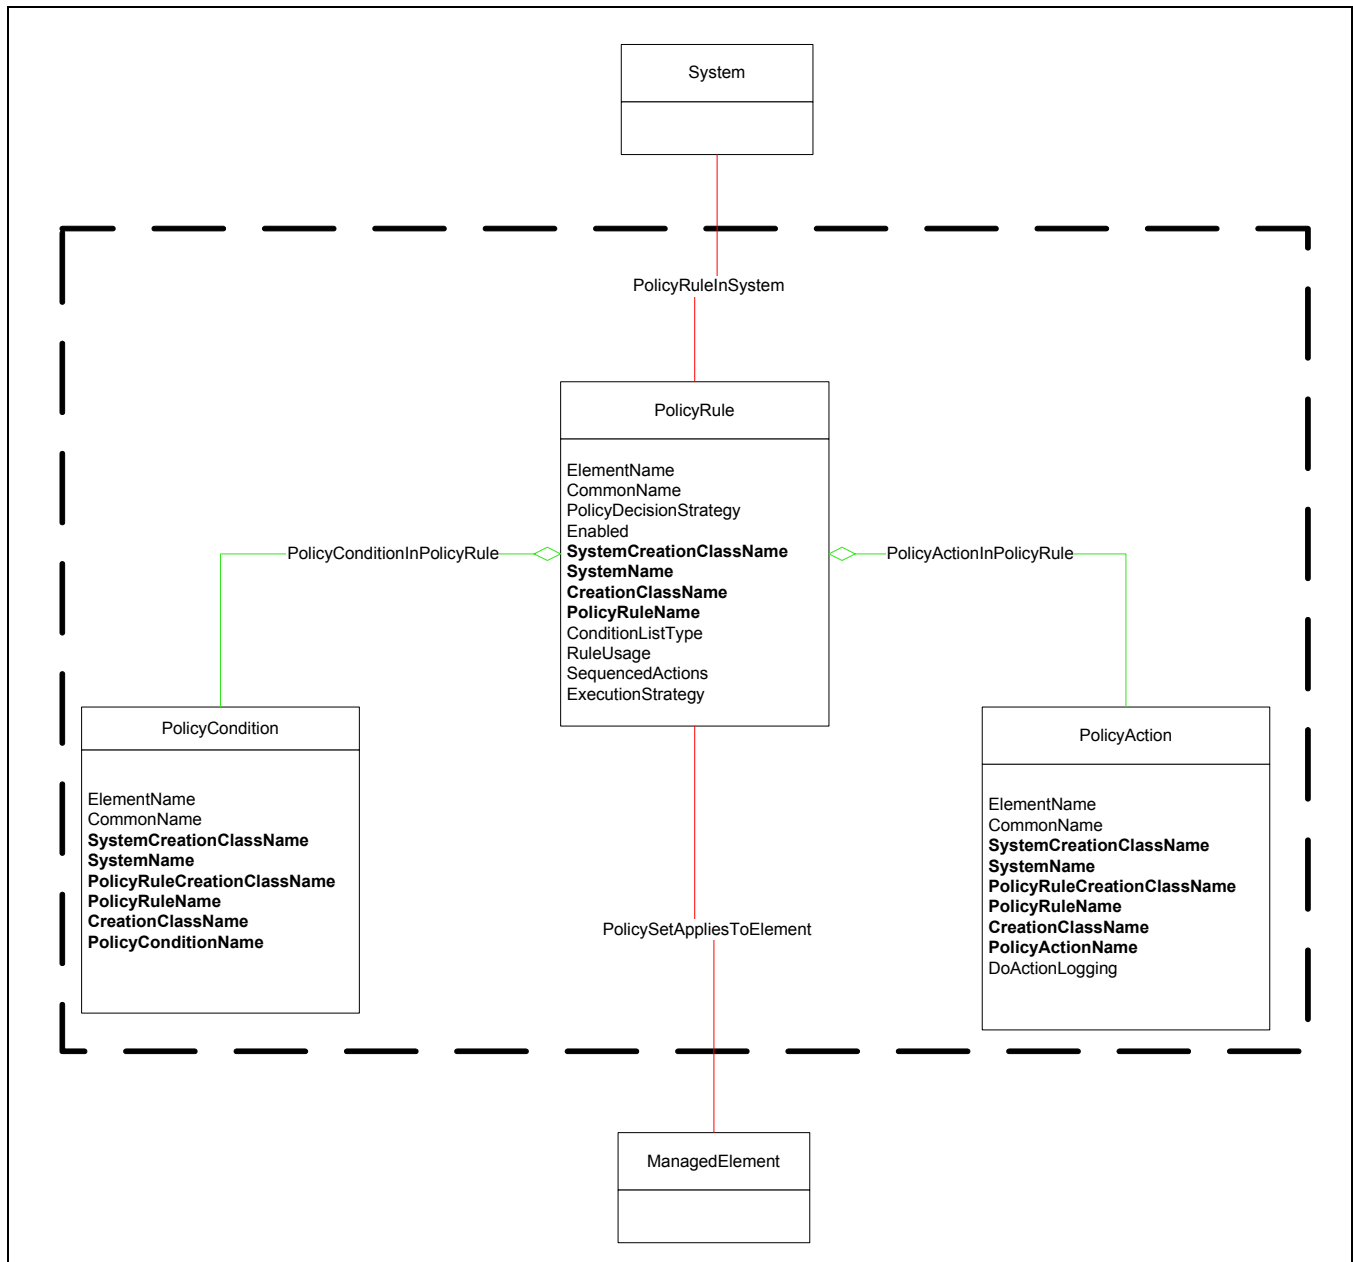 System
PolicyRuleInSystem
PolicyRule
ElementName
CommonName
PolicyDecisionStrategy
Enabled
SystemCreationClassName
SystemName
CreationClassName
PolicyRuleName
ConditionListType
RuleUsage
SequencedActions
ExecutionStrategy
PolicyConditionInPolicyRule
PolicyActionInPolicyRule
PolicyCondition
ElementName
CommonName
SystemCreationClassName
SystemName
PolicyRuleCreationClassName
PolicyRuleName
CreationClassName
PolicyConditionName
PolicyAction
ElementName
CommonName
SystemCreationClassName
SystemName
PolicyRuleCreationClassName
PolicyRuleName
CreationClassName
PolicyActionName
DoActionLogging
PolicySetAppliesToElement
ManagedElement